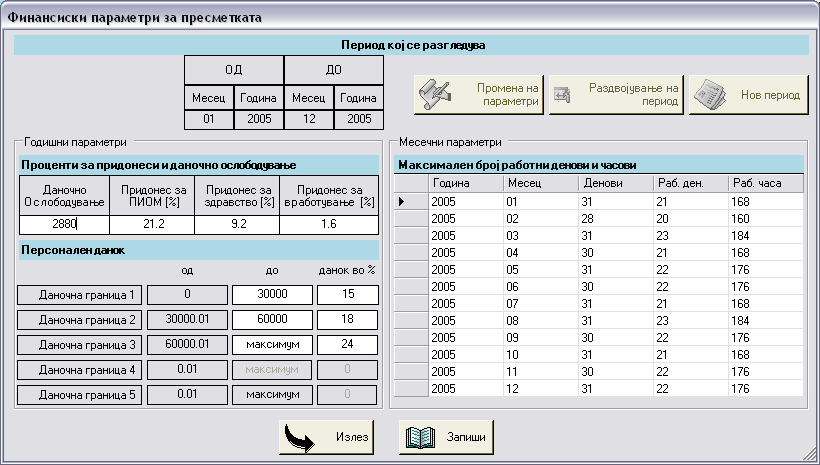 Финансиски параметри за пресметката
Период кој се разгледува
ОД ДО
Месец Година Месец Година
01 2005 12 2005
Промена на параметри
Раздвојување на период
Нов период
Годишни параметри
Проценти за придонеси и даночно ослободување
Даночно Ослободување Придонес за ПИОМ [%] Придонес за здравство [%] Придонес за вработување [%]
2880 21.2 9.2 1.6
Персонален данок
од до данок во %
Даночна граница 1 0 30000 15
Даночна граница 2 30000.01 60000 18
Даночна граница 3 60000.01 максимум 24
Даночна граница 4 0.01 максимум 0
Даночна граница 5 0.01 максимум 0
Месечни параметри
Максимален број работни денови и часови
Година Месец Денови Раб. ден. Раб. часа
2005 01 31 21 168
2005 02 28 20 160
2005 03 31 23 184
2005 04 30 21 168
2005 05 31 22 176
2005 06 30 22 176
2005 07 31 21 168
2005 08 31 23 184
2005 09 30 22 176
2005 10 31 21 168
2005 11 30 22 176
2005 12 31 22 176
Излез
Запиши